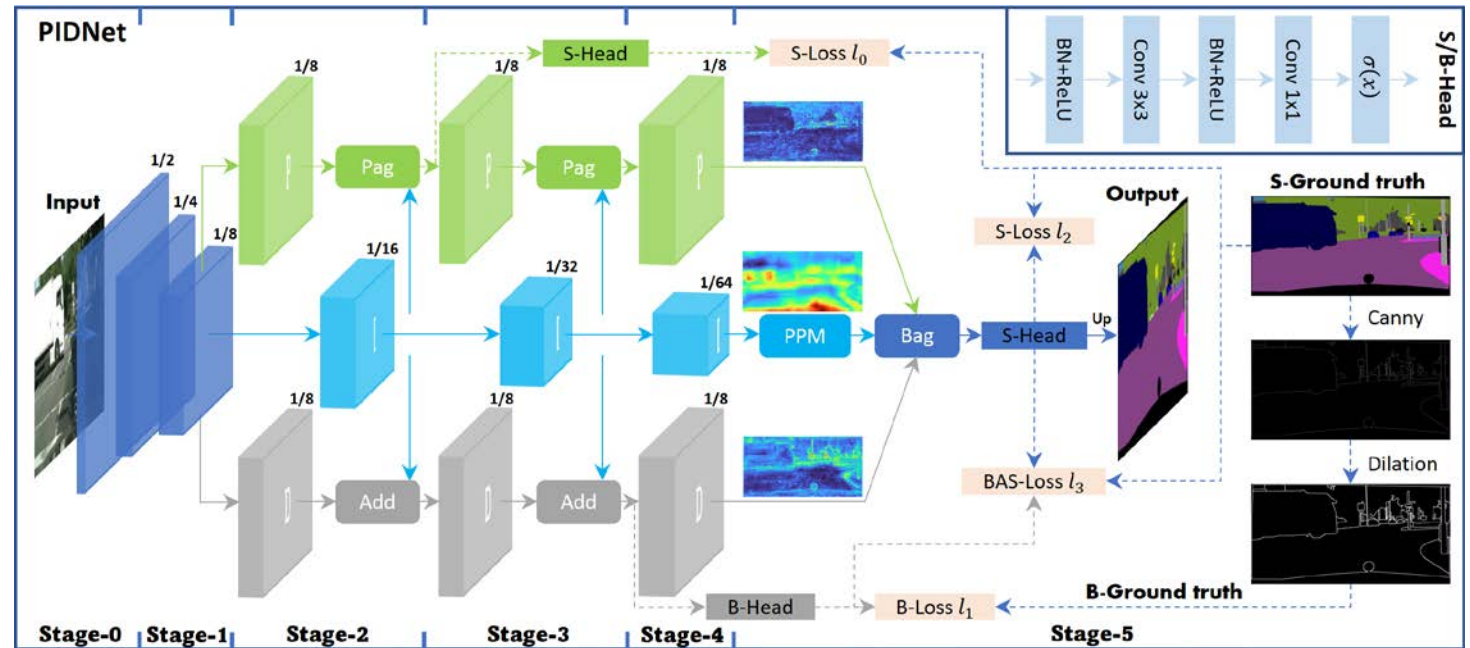 PIDNet
S-Head
S-Loss l0
1/8
1/8
1/8
P
Pag
P
Pag
P
BN+ReLU
Conv 3x3
BN+ReLU
Conv 1x1
σ(x)
S/B-Head
Input
1/2
1/4
1/8
1/16
I
1/32
I
1/64
I
PPM
Bag
S-Head
Up
S-Loss l2
Output
S-Ground truth
Canny
Dilation
1/8
1/8
1/8
D
Add
D
Add
D
BAS-Loss l3
B-Head
B-Loss l1
B-Ground truth
Stage-0
Stage-1
Stage-2
Stage-3
Stage-4
Stage-5